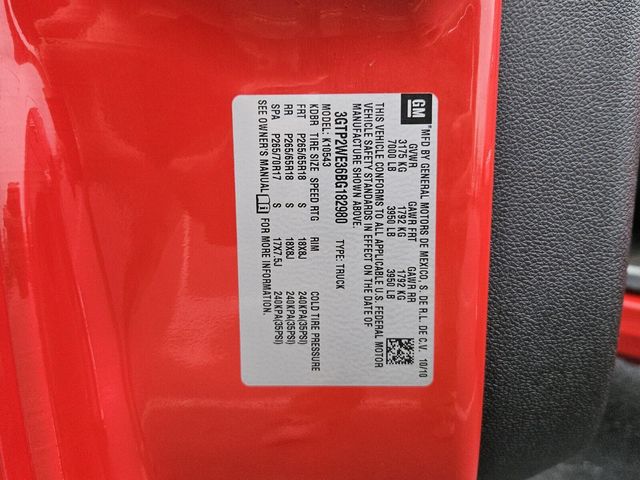 GM
MFD BY GENERAL MOTORS DE MEXICO, S. DE R.L. DE C.V. 10/10
GVWR GAWR FRT GAWR RR
3175 KG 1792 KG 1792 KG
7000 LB 3950 LB 3950 LB
THIS VEHICLE CONFORMS TO ALL APPLICABLE U.S. FEDERAL MOTOR
VEHICLE SAFETY STANDARDS IN EFFECT ON THE DATE OF
MANUFACTURE SHOWN ABOVE.
3GTP2WE36BG182980 TYPE: TRUCK
MODEL: K10543
KDBR TIRE SIZE SPEED RTG RIM COLD TIRE PRESSURE
FRT P265/65R18 S 18X8J 240KPA(35PSI)
RR P265/65R18 S 18X8J 240KPA(35PSI)
SPA P265/70R17 S 17X7.5J 240KPA(35PSI)
SEE OWNER'S MANUAL FOR MORE INFORMATION.